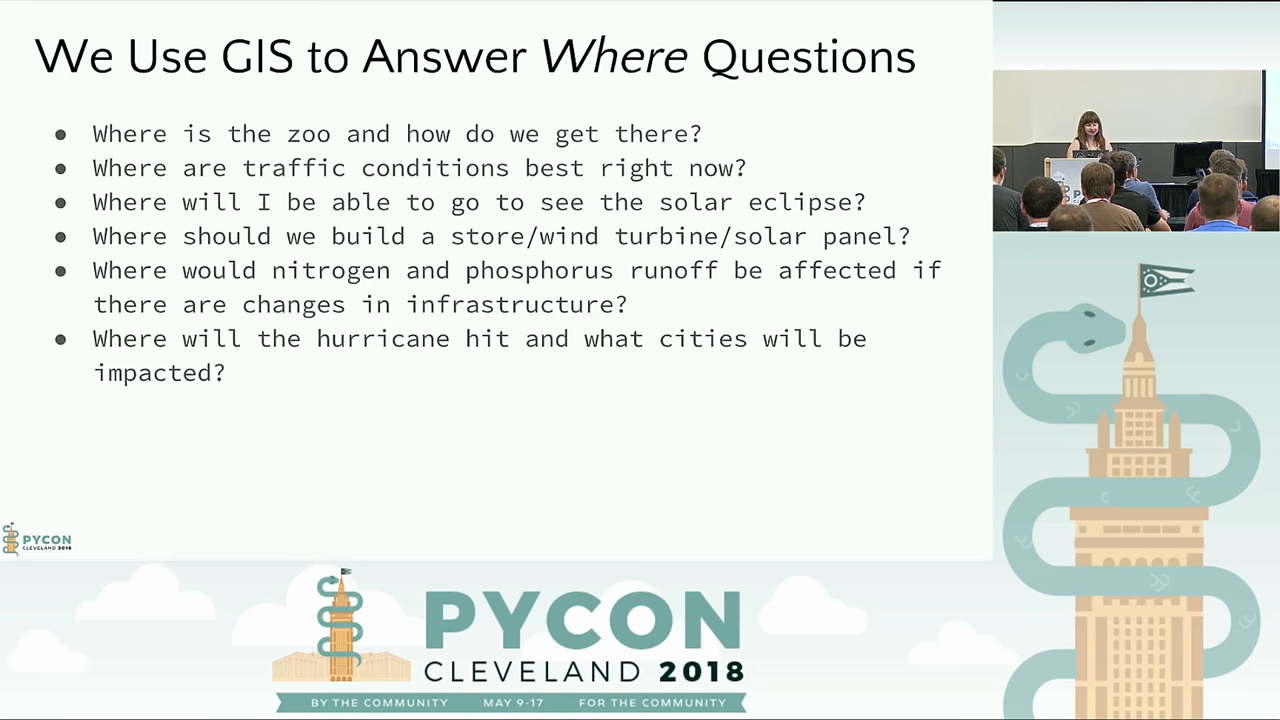 We Use GIS to Answer Where Questions
● Where is the zoo and how do we get there?
● Where are traffic conditions best right now?
● Where will I be able to go to see the solar eclipse?
● Where should we build a store/wind turbine/solar panel?
● Where would nitrogen and phosphorus runoff be affected if
there are changes in infrastructure?
● Where will the hurricane hit and what cities will be
impacted?
PYCON
CLEVELAND 2018
PYCON
CLEVELAND 2018
BY THE COMMUNITY MAY 9-17 FOR THE COMMUNITY